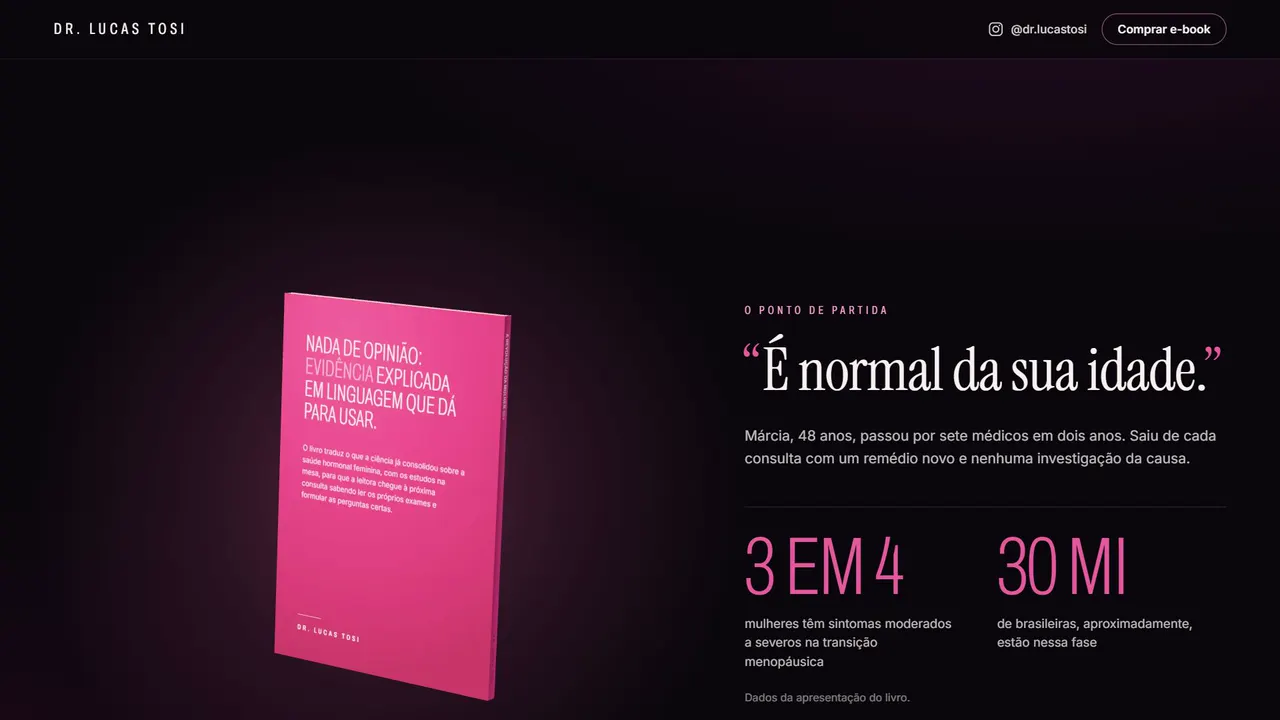 DR. LUCAS TOSI
@dr.lucastosi
Comprar e-book
NADA DE OPINIÃO:
EVIDÊNCIA EXPLICADA
EM LINGUAGEM QUE DÁ
PARA USAR.
O livro traduz o que a ciência já consolidou sobre a
saúde hormonal feminina, com os estudos na
mesa, para que a leitora chegue à próxima
consulta sabendo ler os próprios exames e
formular as perguntas certas.
DR. LUCAS TOSI
O PONTO DE PARTIDA
“É normal da sua idade.”
Márcia, 48 anos, passou por sete médicos em dois anos. Saiu de cada
consulta com um remédio novo e nenhuma investigação da causa.
3 EM 4
mulheres têm sintomas moderados
a severos na transição
menopáusica
30 MI
de brasileiras, aproximadamente,
estão nessa fase
Dados da apresentação do livro.